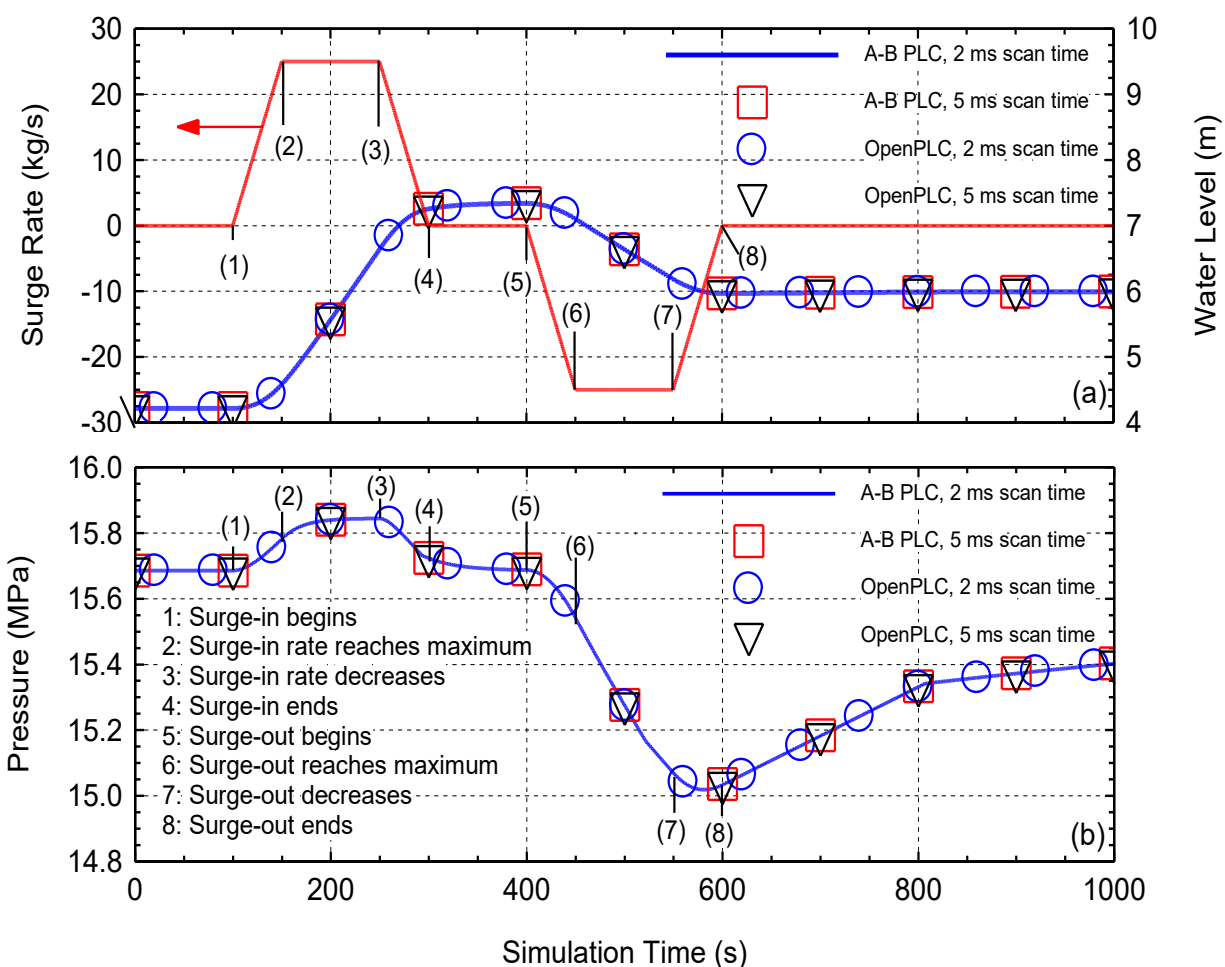 30
20
10
0
-10
-20
-30
Surge Rate (kg/s)
10
9
8
7
6
5
4
Water Level (m)
A-B PLC, 2 ms scan time
A-B PLC, 5 ms scan time
OpenPLC, 2 ms scan time
OpenPLC, 5 ms scan time
(1)
(2)
(3)
(4)
(5)
(6)
(7)
(8)
(a)
16.0
15.8
15.6
15.4
15.2
15.0
14.8
Pressure (MPa)
A-B PLC, 2 ms scan time
A-B PLC, 5 ms scan time
OpenPLC, 2 ms scan time
OpenPLC, 5 ms scan time
(1)
(2)
(3)
(4)
(5)
(6)
(7)
(8)
1: Surge-in begins
2: Surge-in rate reaches maximum
3: Surge-in rate decreases
4: Surge-in ends
5: Surge-out begins
6: Surge-out reaches maximum
7: Surge-out decreases
8: Surge-out ends
(b)
0 200 400 600 800 1000
Simulation Time (s)